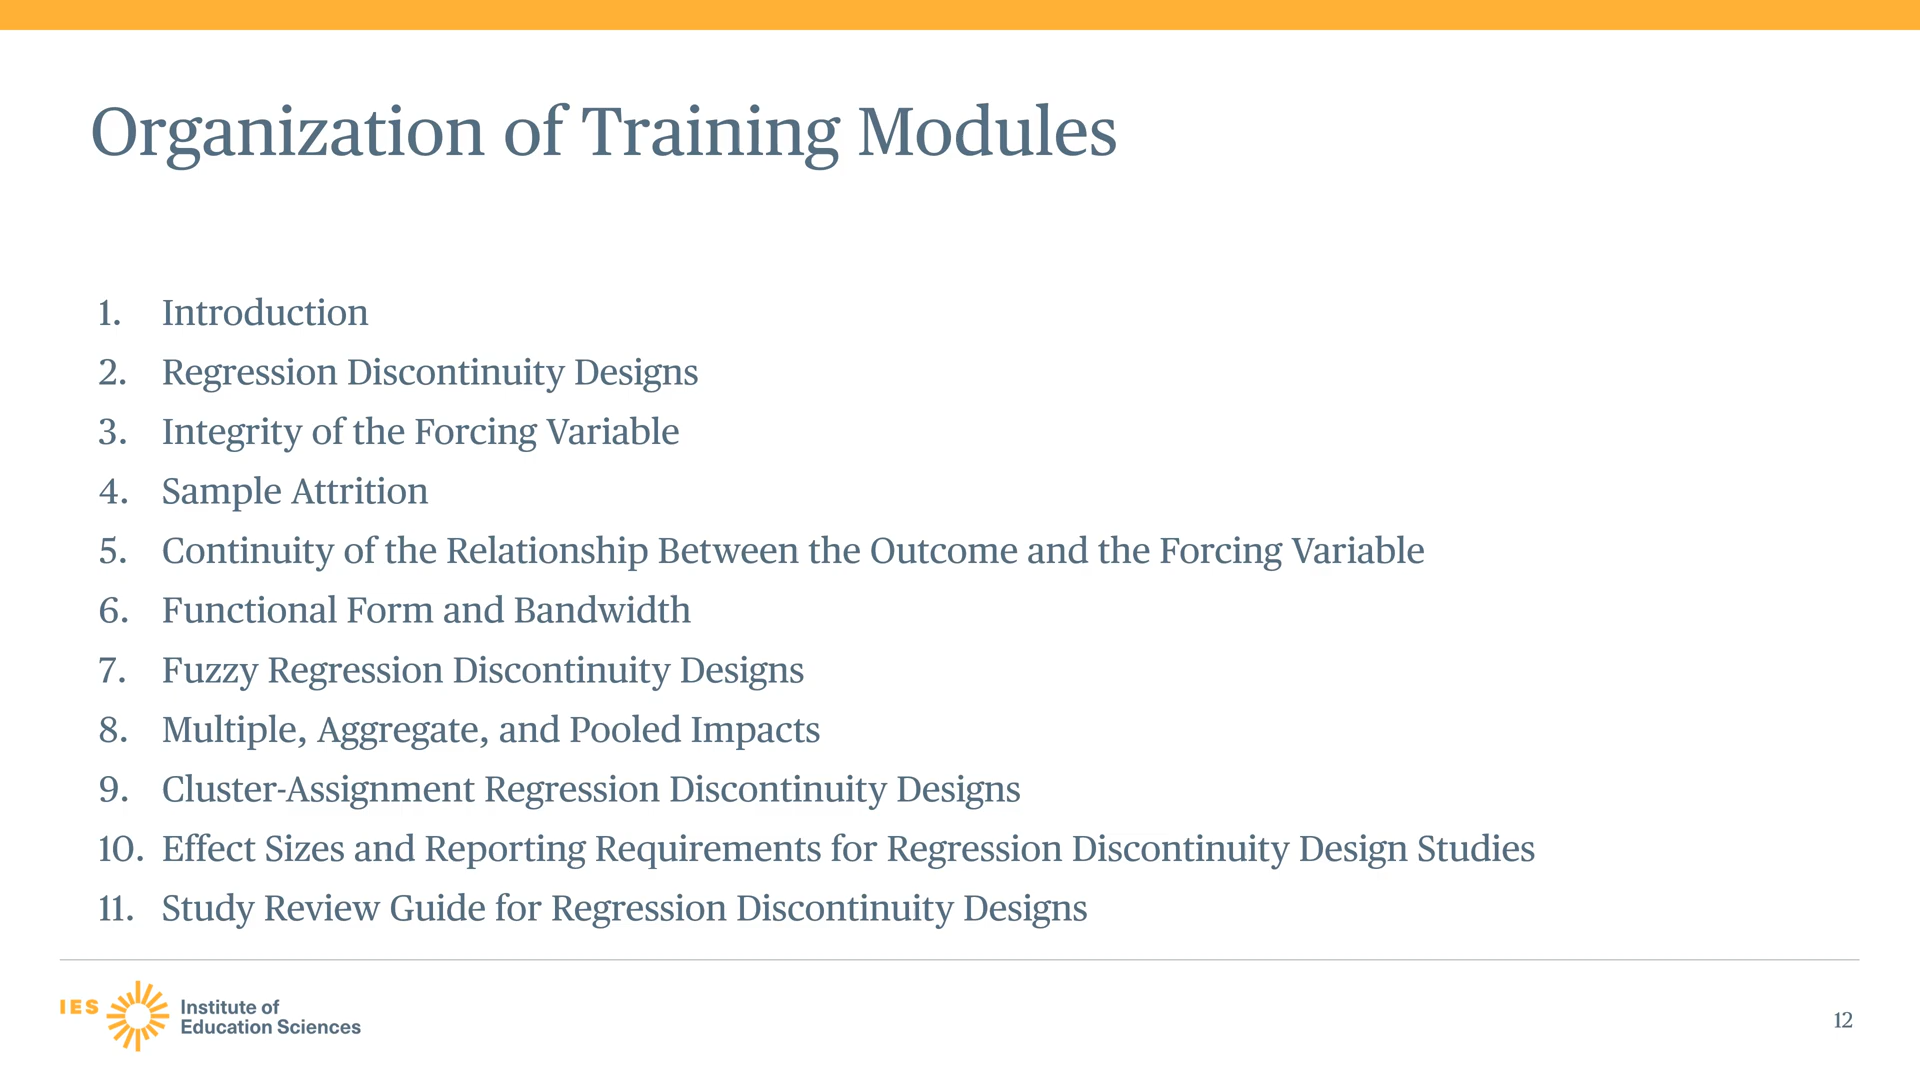 Organization of Training Modules
1. Introduction
2. Regression Discontinuity Designs
3. Integrity of the Forcing Variable
4. Sample Attrition
5. Continuity of the Relationship Between the Outcome and the Forcing Variable
6. Functional Form and Bandwidth
7. Fuzzy Regression Discontinuity Designs
8. Multiple, Aggregate, and Pooled Impacts
9. Cluster-Assignment Regression Discontinuity Designs
10. Effect Sizes and Reporting Requirements for Regression Discontinuity Design Studies
11. Study Review Guide for Regression Discontinuity Designs
IES
Institute of
Education Sciences
12